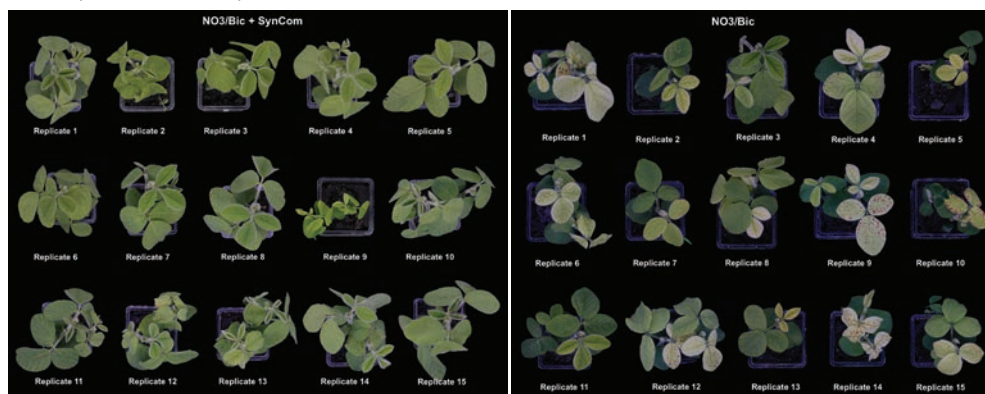 NO3/Bic + SynCom
Replicate 1 Replicate 2 Replicate 3 Replicate 4 Replicate 5
Replicate 6 Replicate 7 Replicate 8 Replicate 9 Replicate 10
Replicate 11 Replicate 12 Replicate 13 Replicate 14 Replicate 15
NO3/Bic
Replicate 1 Replicate 2 Replicate 3 Replicate 4 Replicate 5
Replicate 6 Replicate 7 Replicate 8 Replicate 9 Replicate 10
Replicate 11 Replicate 12 Replicate 13 Replicate 14 Replicate 15